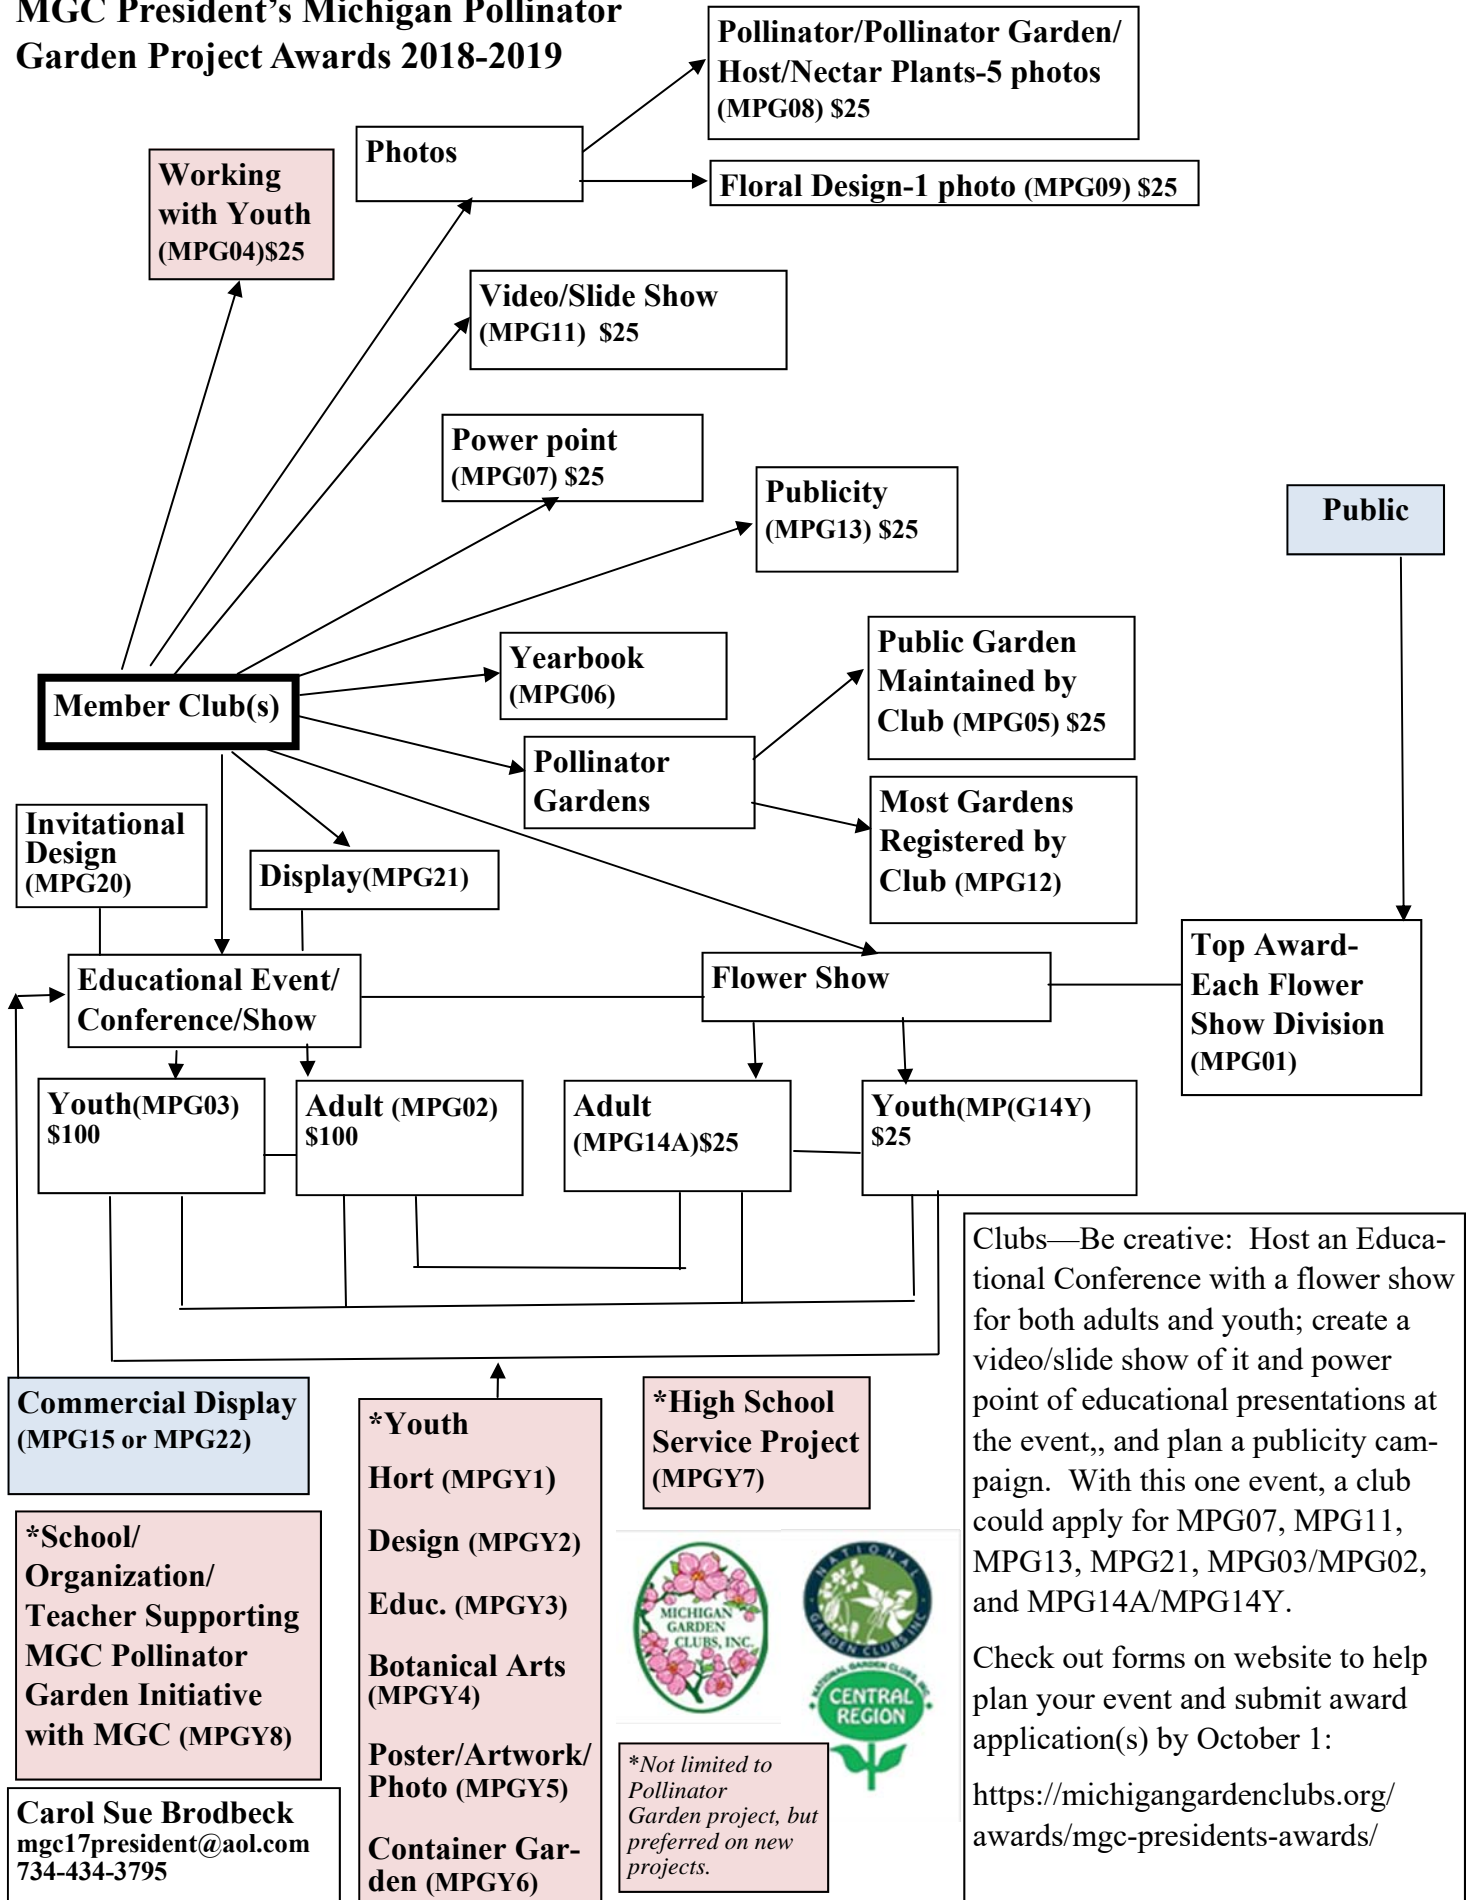 MGC President’s Michigan Pollinator
Garden Project Awards 2018-2019
Pollinator/Pollinator Garden/
Host/Nectar Plants-5 photos
(MPG08) $25
Photos
Floral Design-1 photo (MPG09) $25
Working
with Youth
(MPG04)$25
Video/Slide Show
(MPG11)  $25
Power point
(MPG07) $25
Publicity
(MPG13) $25
Public
Yearbook
(MPG06)
Public Garden
Maintained by
Club (MPG05) $25
Member Club(s)
Pollinator
Gardens
Most Gardens
Registered by
Club (MPG12)
Invitational
Design
(MPG20)
Display(MPG21)
Educational Event/
Conference/Show
Flower Show
Top Award-
Each Flower
Show Division
(MPG01)
Youth(MPG03)
$100
Adult (MPG02)
$100
Adult
(MPG14A)$25
Youth(MP(G14Y)
$25
Clubs—Be creative:  Host an Educa-
tional Conference with a flower show
for both adults and youth; create a
video/slide show of it and power
point of educational presentations at
the event,, and plan a publicity cam-
paign.  With this one event, a club
could apply for MPG07, MPG11,
MPG13, MPG21, MPG03/MPG02,
and MPG14A/MPG14Y.
Check out forms on website to help
plan your event and submit award
application(s) by October 1:
https://michigangardenclubs.org/
awards/mgc-presidents-awards/
Commercial Display
(MPG15 or MPG22)
*Youth
Hort (MPGY1)
Design (MPGY2)
Educ. (MPGY3)
Botanical Arts
(MPGY4)
Poster/Artwork/
Photo (MPGY5)
Container Gar-
den (MPGY6)
*High School
Service Project
(MPGY7)
*School/
Organization/
Teacher Supporting
MGC Pollinator
Garden Initiative
with MGC (MPGY8)
MICHIGAN
GARDEN
CLUBS, INC.
NATIONAL
GARDEN CLUBS INC
NATIONAL GARDEN CLUBS, INC.
CENTRAL
REGION
*Not limited to
Pollinator
Garden project, but
preferred on new
projects.
Carol Sue Brodbeck
mgc17president@aol.com
734-434-3795